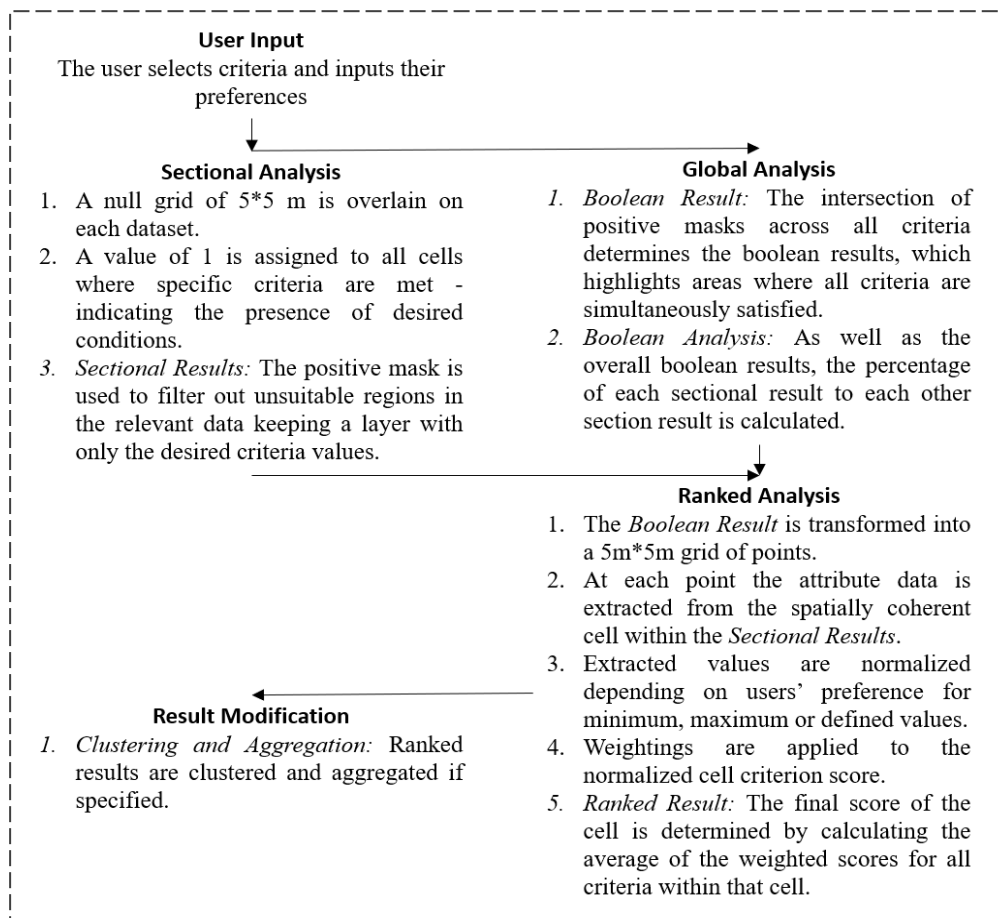 User Input
The user selects criteria and inputs their
preferences
Sectional Analysis
1. A null grid of 5*5 m is overlain on
each dataset.
2. A value of 1 is assigned to all cells
where specific criteria are met -
indicating the presence of desired
conditions.
3. Sectional Results: The positive mask is
used to filter out unsuitable regions in
the relevant data keeping a layer with
only the desired criteria values.
Global Analysis
1. Boolean Result: The intersection of
positive masks across all criteria
determines the boolean results, which
highlights areas where all criteria are
simultaneously satisfied.
2. Boolean Analysis: As well as the
overall boolean results, the percentage
of each sectional result to each other
section result is calculated.
Ranked Analysis
1. The Boolean Result is transformed into
a 5m*5m grid of points.
2. At each point the attribute data is
extracted from the spatially coherent
cell within the Sectional Results.
3. Extracted values are normalized
depending on users’ preference for
minimum, maximum or defined values.
4. Weightings are applied to the
normalized cell criterion score.
5. Ranked Result: The final score of the
cell is determined by calculating the
average of the weighted scores for all
criteria within that cell.
Result Modification
1. Clustering and Aggregation: Ranked
results are clustered and aggregated if
specified.